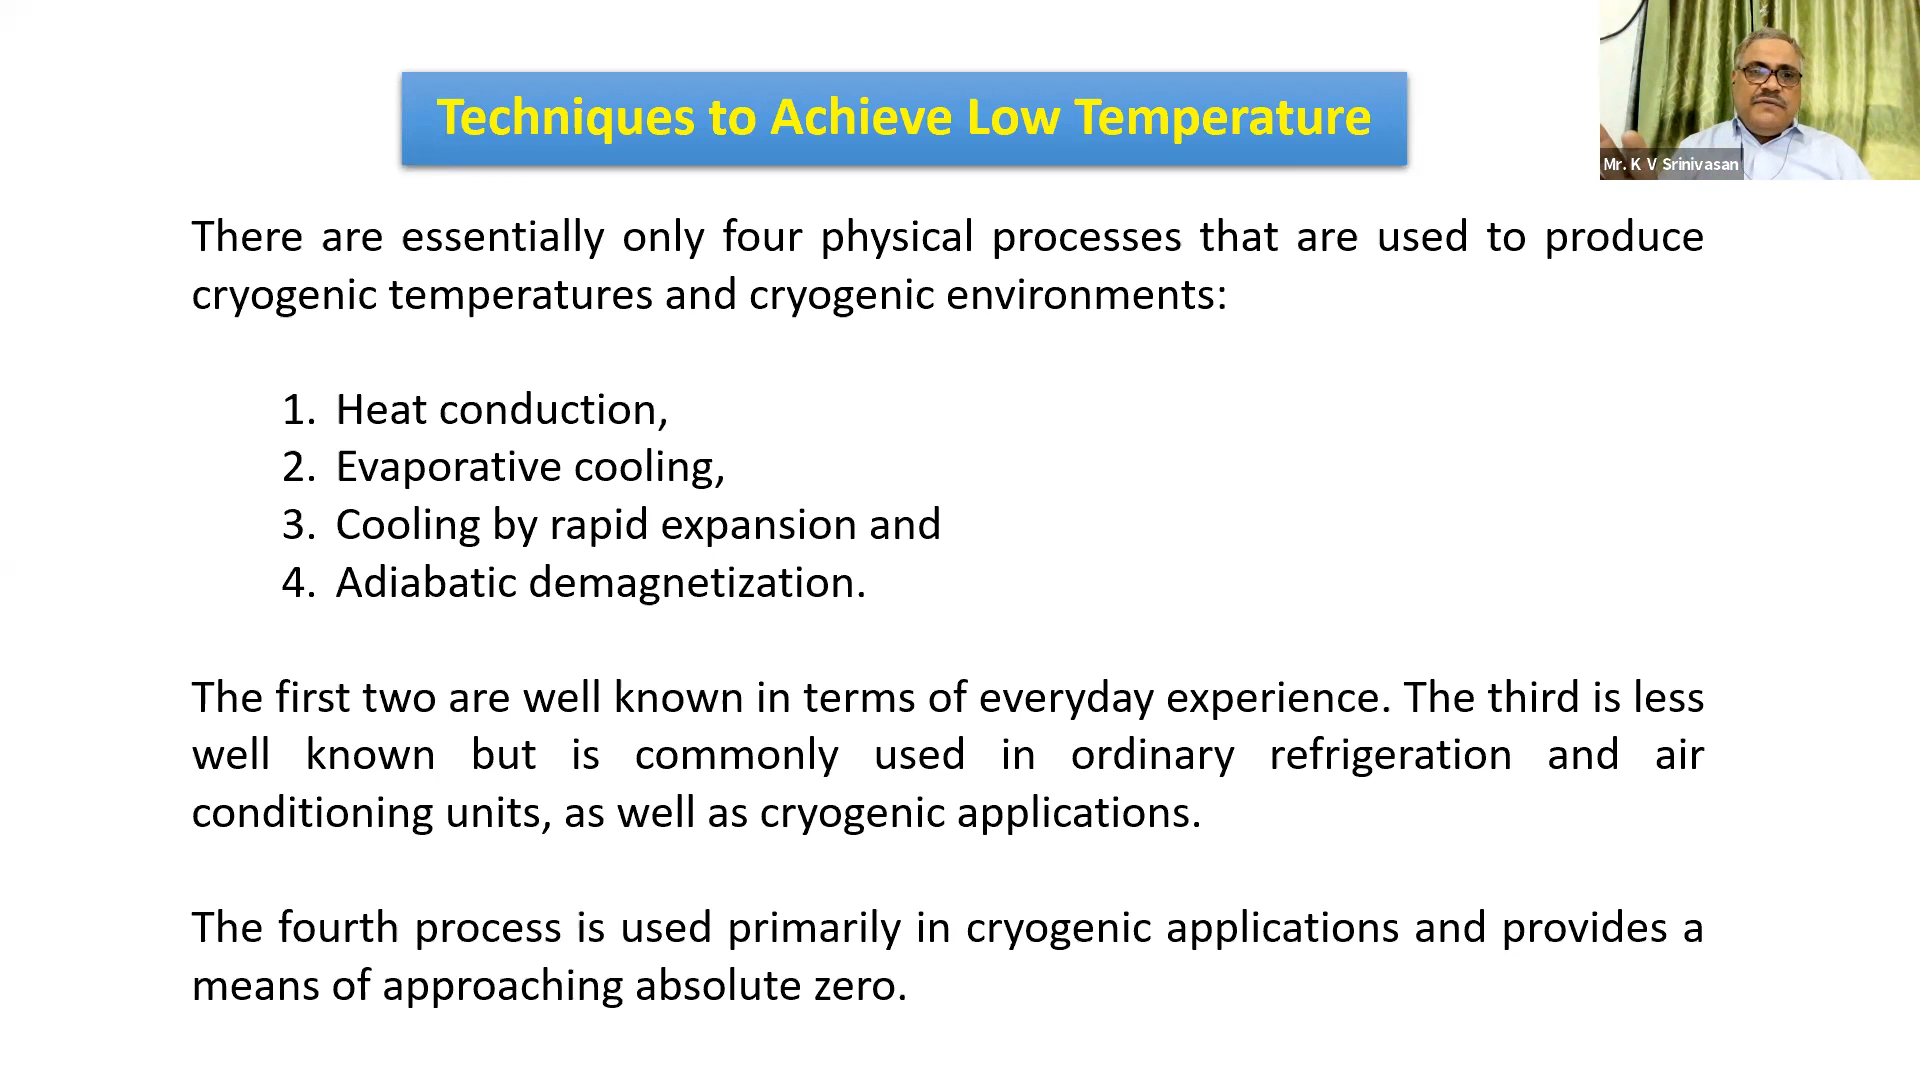 Techniques to Achieve Low Temperature
Mr. K V Srinivasan
There are essentially only four physical processes that are used to produce
cryogenic temperatures and cryogenic environments:
1. Heat conduction,
2. Evaporative cooling,
3. Cooling by rapid expansion and
4. Adiabatic demagnetization.
The first two are well known in terms of everyday experience. The third is less
well known but is commonly used in ordinary refrigeration and air
conditioning units, as well as cryogenic applications.
The fourth process is used primarily in cryogenic applications and provides a
means of approaching absolute zero.